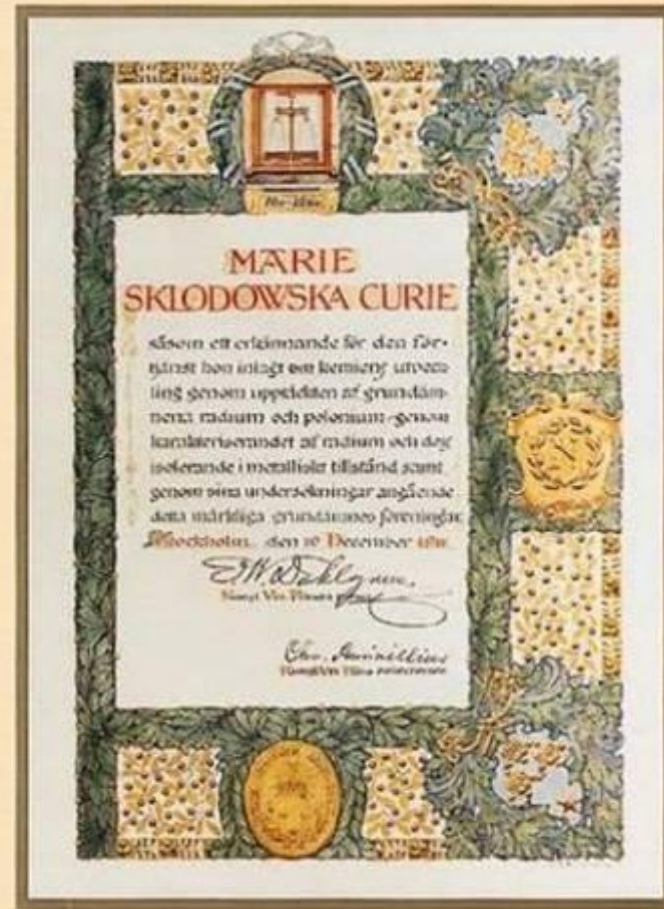 MARIE
SKLODOWSKA CURIE
såsom ett erkännande för den för-
tjänst hon inlagt om kemiens utveck-
ling genom upptäckten af grundäm-
nena radium och polonium genom
karakteriserandet af radium och dess
isolerande i metalliskt tillstånd samt
genom sina undersökningar angående
detta märkliga grundämnes föreningar.
Stockholm den 10 December 1911